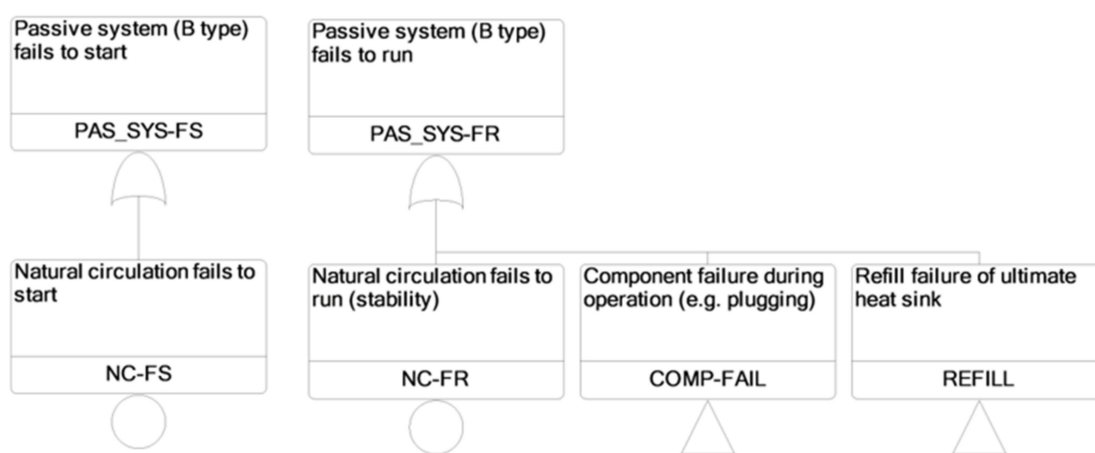 Passive system (B type)
fails to start
PAS_SYS-FS
Passive system (B type)
fails to run
PAS_SYS-FR
Natural circulation fails to
start
NC-FS
Natural circulation fails to
run (stability)
NC-FR
Component failure during
operation (e.g. plugging)
COMP-FAIL
Refill failure of ultimate
heat sink
REFILL